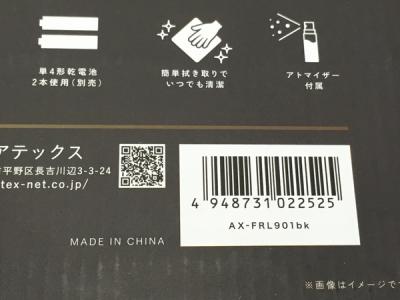 単4形乾電池
2本使用(別売)
簡単拭き取りで
いつでも清潔
アトマイザー
付属
アテックス
平野区長吉川辺3-3-24
tex-net.co.jp/
4 948731 022525
AX-FRL901bk
MADE IN CHINA
※画像はイメージで